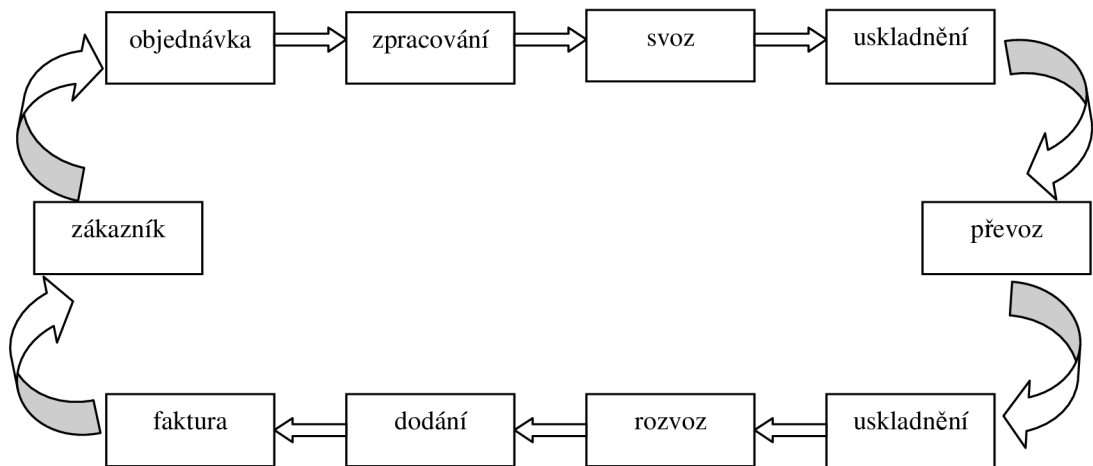 objednávka
zpracování
svoz
uskladnění
zákazník
převoz
faktura
dodání
rozvoz
uskladnění